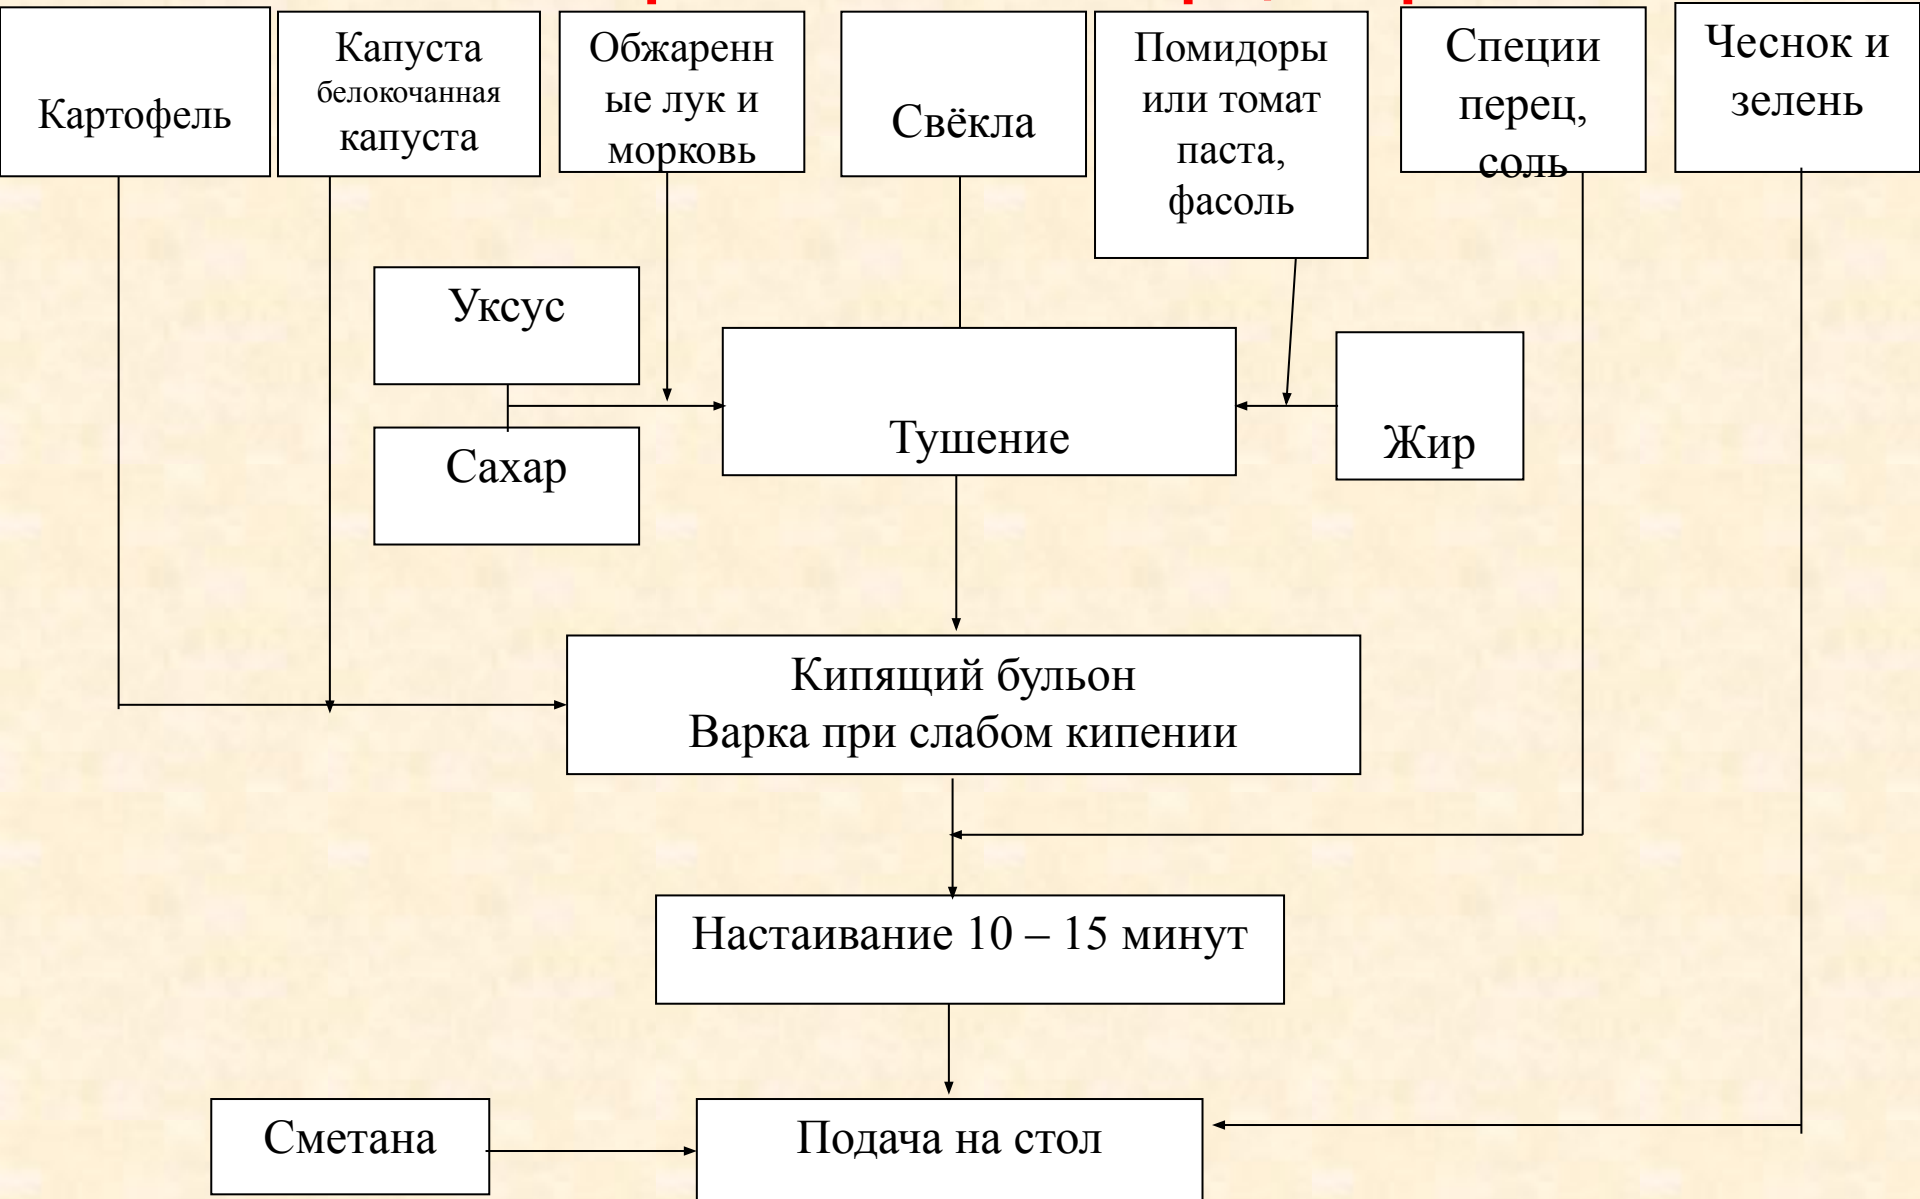 Картофель
Капуста
белокочанная
капуста
Обжаренн
ые лук и
морковь
Свёкла
Помидоры
или томат
паста,
фасоль
Специи
перец,
соль
Чеснок и
зелень
Уксус
Сахар
Тушение
Жир
Кипящий бульон
Варка при слабом кипении
Настаивание 10 – 15 минут
Сметана
Подача на стол